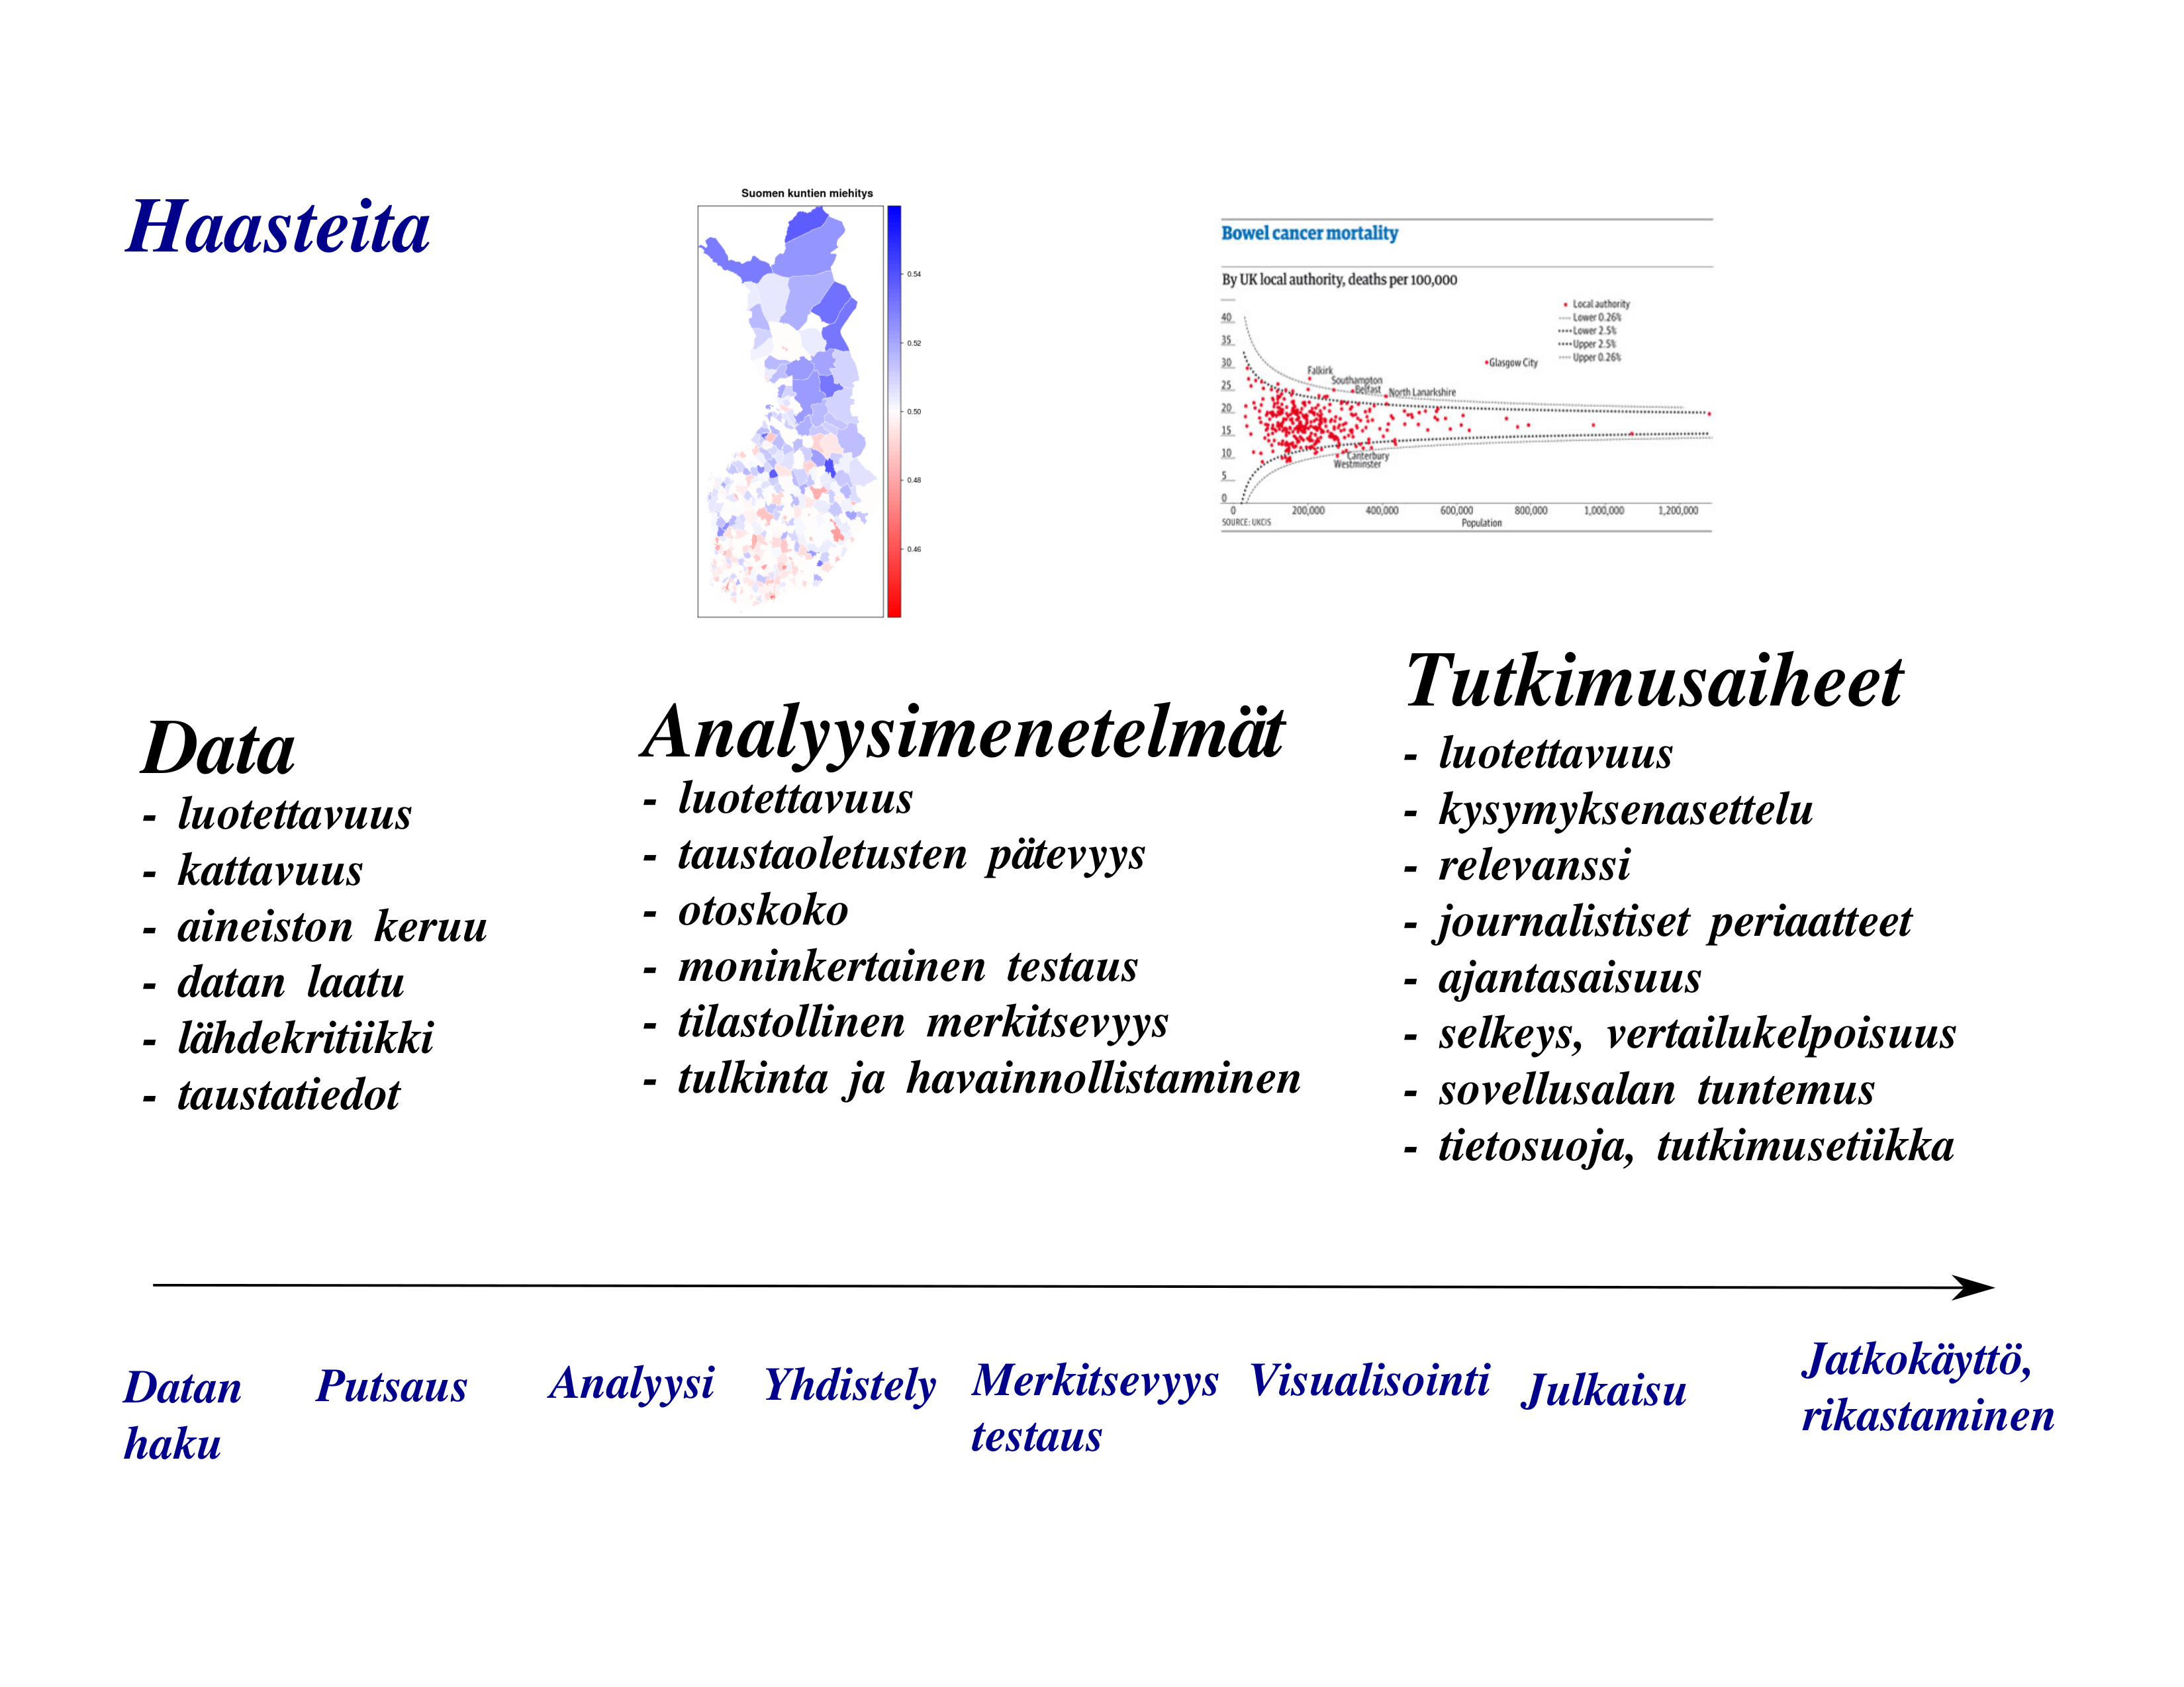 Haasteita
Suomen kuntien miehitys
0.54
0.52
0.50
0.48
0.46
Bowel cancer mortality
By UK local authority, deaths per 100,000
Local authority
Lower 0.26%
Lower 2.5%
Upper 2.5%
Upper 0.26%
40
35
30
25
20
15
10
5
0
Glasgow City
Falkirk
Southampton
Belfast
North Lanarkshire
Canterbury
Westminster
0 200,000 400,000 600,000 800,000 1,000,000 1,200,000
SOURCE: UKCIS
Population
Data
- luotettavuus
- kattavuus
- aineiston keruu
- datan laatu
- lähdekritiikki
- taustatiedot
Analyysimenetelmät
- luotettavuus
- taustaoletusten pätevyys
- otoskoko
- moninkertainen testaus
- tilastollinen merkitsevyys
- tulkinta ja havainnollistaminen
Tutkimusaiheet
- luotettavuus
- kysymyksenasettelu
- relevanssi
- journalistiset periaatteet
- ajantasaisuus
- selkeys, vertailukelpoisuus
- sovellusalan tuntemus
- tietosuoja, tutkimusetiikka
Datan
haku
Putsaus
Analyysi
Yhdistely
Merkitsevyys
testaus
Visualisointi
Julkaisu
Jatkokäyttö,
rikastaminen